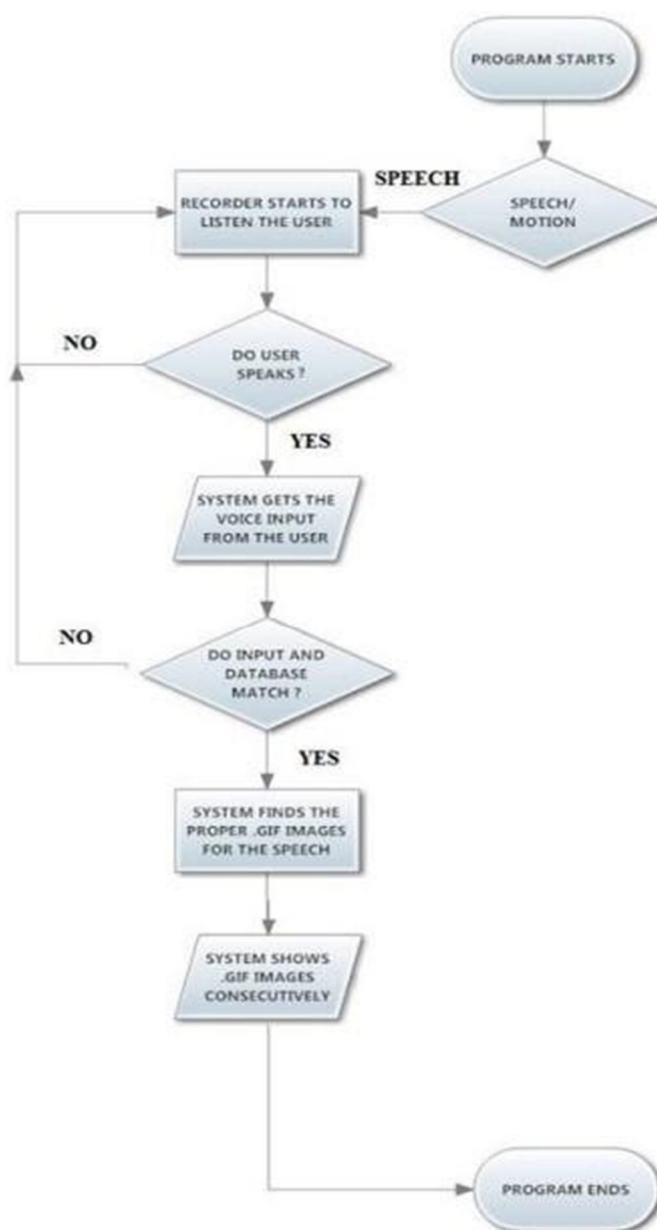 PROGRAM STARTS
SPEECH/
MOTION
SPEECH
RECORDER STARTS TO
LISTEN THE USER
DO USER
SPEAKS ?
NO
YES
SYSTEM GETS THE
VOICE INPUT
FROM THE USER
DO INPUT AND
DATABASE
MATCH ?
NO
YES
SYSTEM FINDS THE
PROPER .GIF IMAGES
FOR THE SPEECH
SYSTEM SHOWS
.GIF IMAGES
CONSECUTIVELY
PROGRAM ENDS